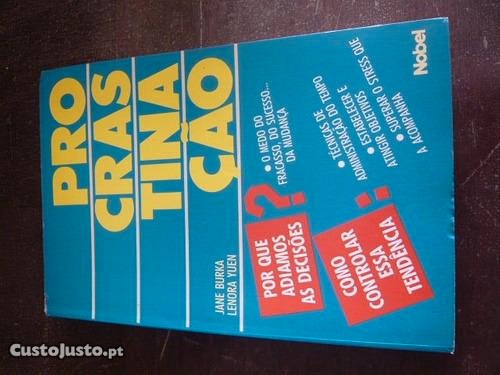 PRO
CRAS
TINA
ÇÃO
JANE BURKA
LENORA YUEN
POR QUE
ADIAMOS
AS DECISÕES
?
• O MEDO DO
FRACASSO, DO SUCESSO...
DA MUDANÇA
COMO
CONTROLAR
ESSA
TENDÊNCIA
:
• TÉCNICAS DE
ADMINISTRAÇÃO DO TEMPO
• ESTABELECER E
ATINGIR OBJETIVOS
• SUPERAR O STRESS QUE
A ACOMPANHA
Nobel
CustoJusto.pt